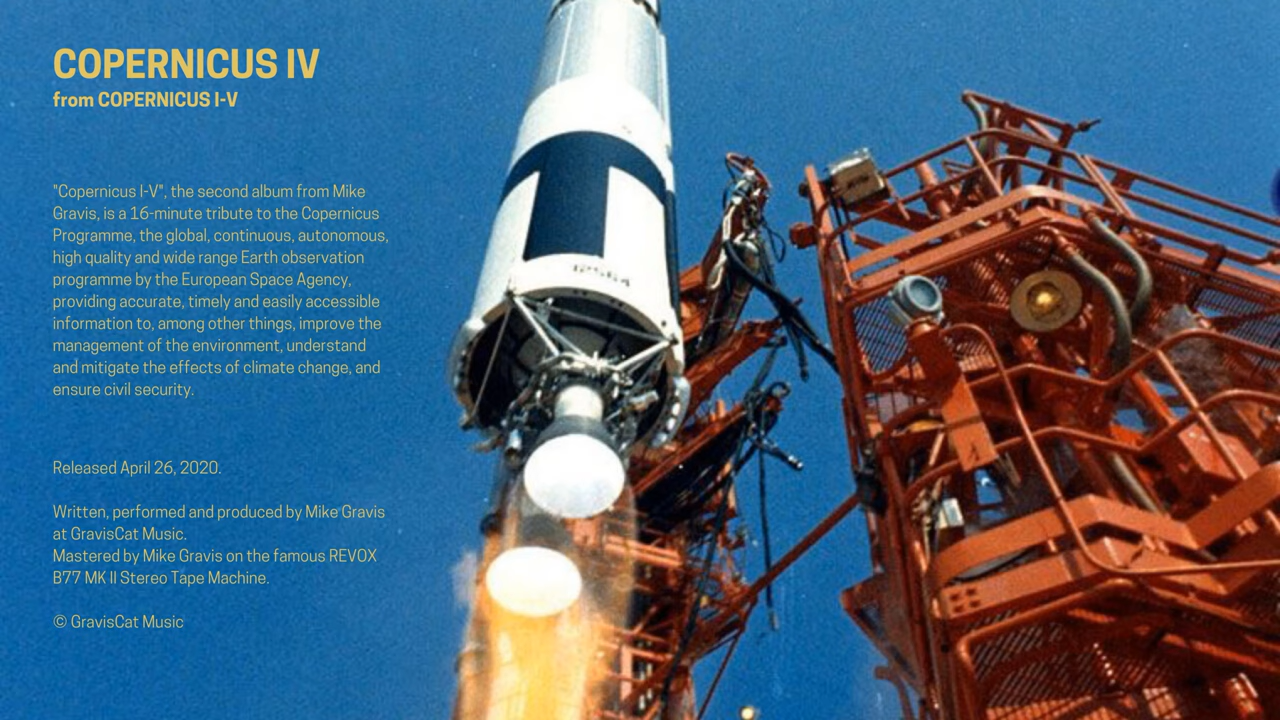 COPERNICUS IV
from COPERNICUS I-V
"Copernicus I-V", the second album from Mike
Gravis, is a 16-minute tribute to the Copernicus
Programme, the global, continuous, autonomous,
high quality and wide range Earth observation
programme by the European Space Agency,
providing accurate, timely and easily accessible
information to, among other things, improve the
management of the environment, understand
and mitigate the effects of climate change, and
ensure civil security.
Released April 26, 2020.
Written, performed and produced by Mike Gravis
at GravisCat Music.
Mastered by Mike Gravis on the famous REVOX
B77 MK II Stereo Tape Machine.
© GravisCat Music